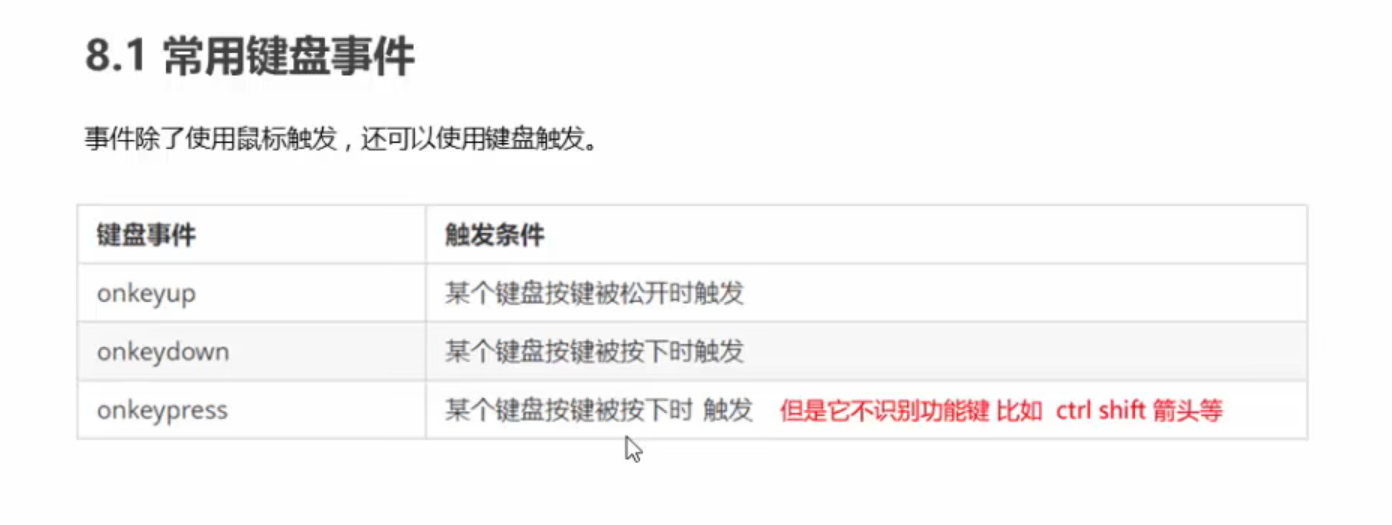 8.1 常用键盘事件
事件除了使用鼠标触发，还可以使用键盘触发。
键盘事件 触发条件
onkeyup 某个键盘按键被松开时触发
onkeydown 某个键盘按键被按下时触发
onkeypress 某个键盘按键被按下时 触发 但是它不识别功能键 比如 ctrl shift 箭头等